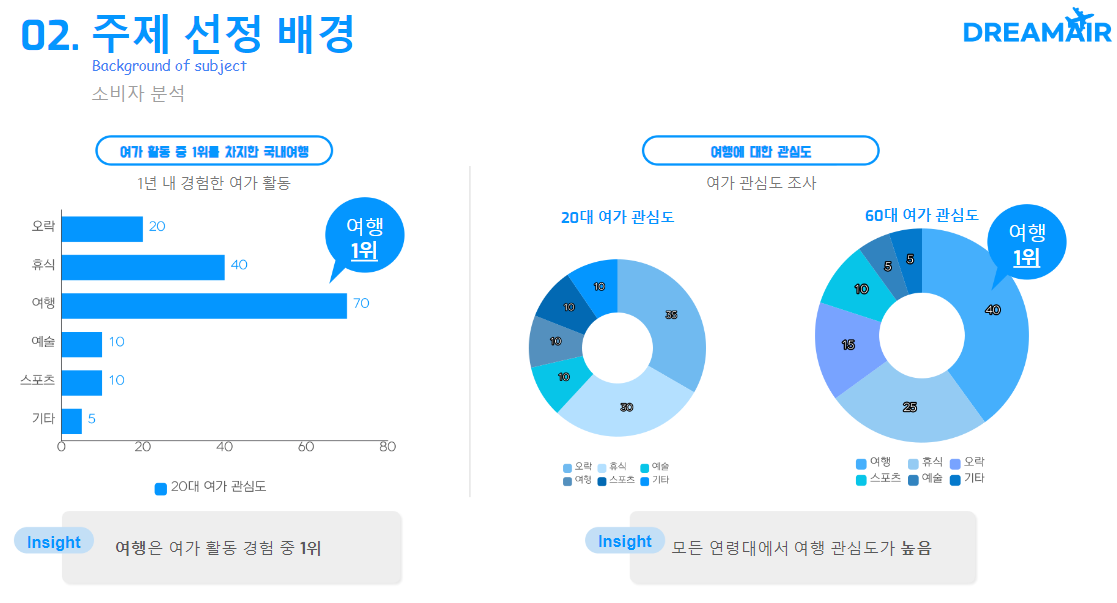 02. 주제 선정 배경
Background of subject
소비자 분석
DREAMAIR
여가 활동 중 1위를 차지한 국내여행
1년 내 경험한 여가 활동
오락 20
휴식 40
여행 70
예술 10
스포츠 10
기타 5
0 20 40 60 80
20대 여가 관심도
여행
1위
Insight
여행은 여가 활동 경험 중 1위
여행에 대한 관심도
여가 관심도 조사
20대 여가 관심도
35
30
10
10
10
10
오락 휴식 예술
여행 스포츠 기타
60대 여가 관심도
여행
1위
40
25
15
10
5
5
여행 휴식 오락
스포츠 예술 기타
Insight
모든 연령대에서 여행 관심도가 높음